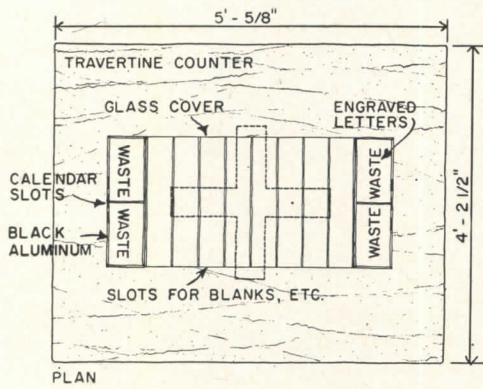 5' - 5/8"
TRAVERTINE COUNTER
GLASS COVER
ENGRAVED
LETTERS
WASTE
WASTE
CALENDAR
SLOTS
WASTE
WASTE
BLACK
ALUMINUM
4' - 2 1/2"
SLOTS FOR BLANKS, ETC.
PLAN